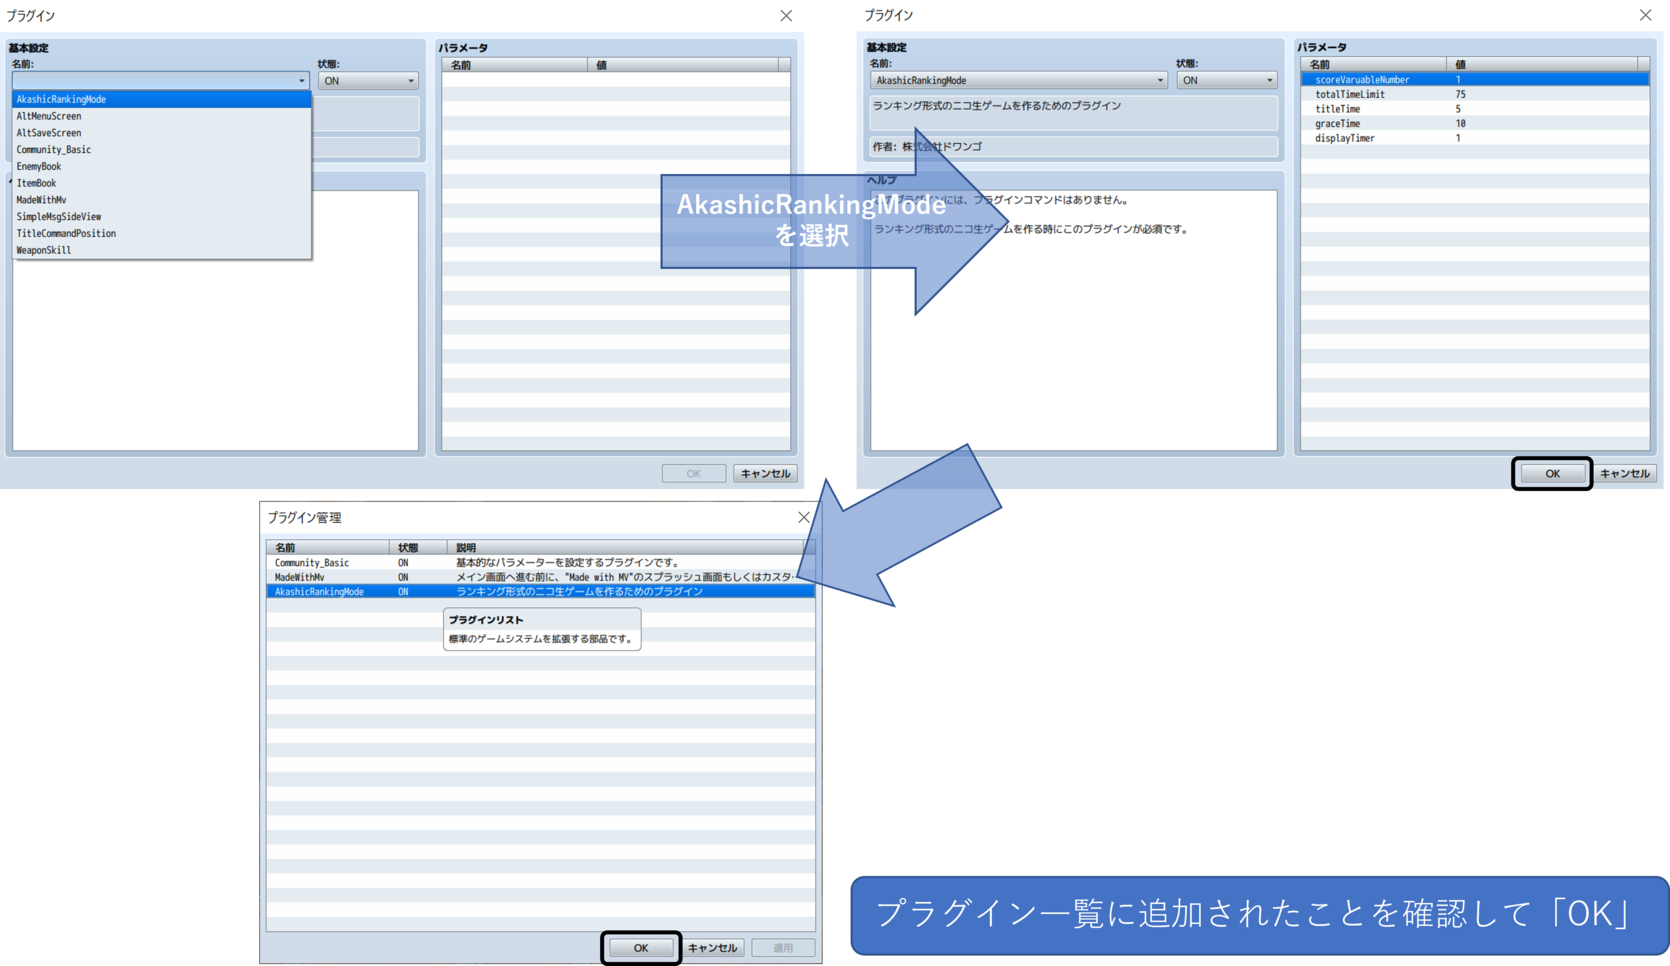 プラグイン
基本設定
名前:
状態:
ON
AkashicRankingMode
AltMenuScreen
AltSaveScreen
Community_Basic
EnemyBook
ItemBook
MadeWithMv
SimpleMsgSideView
TitleCommandPosition
WeaponSkill
パラメータ
名前 値
OK キャンセル
AkashicRankingMode
を選択
プラグイン
基本設定
名前:
状態:
AkashicRankingMode
ON
ランキング形式のニコ生ゲームを作るためのプラグイン
作者: 株式会社ドワンゴ
ヘルプ
このプラグインには、プラグインコマンドはありません。
ランキング形式のニコ生ゲームを作る時にこのプラグインが必須です。
パラメータ
名前 値
scoreVaruableNumber 1
totalTimeLimit 75
titleTime 5
graceTime 10
displayTimer 1
OK キャンセル
プラグイン管理
名前 状態 説明
Community_Basic ON 基本的なパラメーターを設定するプラグインです。
MadeWithMv ON メイン画面へ進む前に、"Made with MV"のスプラッシュ画面もしくはカスタ…
AkashicRankingMode ON ランキング形式のニコ生ゲームを作るためのプラグイン
プラグインリスト
標準のゲームシステムを拡張する部品です。
OK キャンセル 適用
プラグイン一覧に追加されたことを確認して「OK」